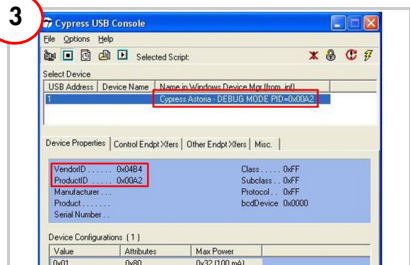 3
Cypress USB Console
File Options Help
Selected Script:
Select Device
USB Address Device Name Name in Windows Device Mgr (from .inf)
1 Cypress Astoria - DEBUG MODE PID=0x00A2
Device Properties Control Endpt Xfers Other Endpt Xfers Misc.
VendorID ...... 0x04B4 Class ..... 0xFF
ProductID ..... 0x00A2 Subclass .. 0xFF
Manufacturer... Protocol .. 0xFF
Product ....... bcdDevice 0x0000
Serial Number ..
Device Configurations ( 1 )
Value Attributes Max Power
0x01 0x80 0x32 (100 mA)